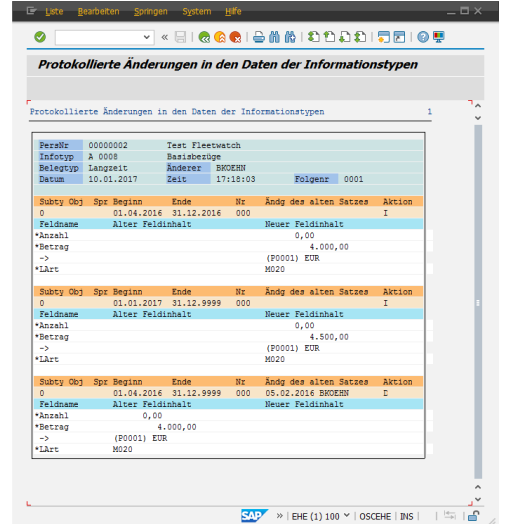 Liste Bearbeiten Springen System Hilfe
Protokollierte Änderungen in den Daten der Informationstypen
Protokollierte Änderungen in den Daten der Informationstypen 1
PersNr 00000002 Test Fleetwatch
Infotyp A 0008 Basisbezüge
Belegtyp Langzeit Änderer BKOEHN
Datum 10.01.2017 Zeit 17:18:03 Folgenr 0001
Subty Obj Spr Beginn Ende Nr Ändg des alten Satzes Aktion
0 01.04.2016 31.12.2016 000 I
Feldname Alter Feldinhalt Neuer Feldinhalt
*Anzahl 0,00
*Betrag 4.000,00
-> (P0001) EUR
*LArt M020
Subty Obj Spr Beginn Ende Nr Ändg des alten Satzes Aktion
0 01.01.2017 31.12.9999 000 I
Feldname Alter Feldinhalt Neuer Feldinhalt
*Anzahl 0,00
*Betrag 4.500,00
-> (P0001) EUR
*LArt M020
Subty Obj Spr Beginn Ende Nr Ändg des alten Satzes Aktion
0 01.04.2016 31.12.9999 000 05.02.2016 BKOEHN D
Feldname Alter Feldinhalt Neuer Feldinhalt
*Anzahl 0,00
*Betrag 4.000,00
-> (P0001) EUR
*LArt M020
SAP » EHE (1) 100 OSCEHE INS